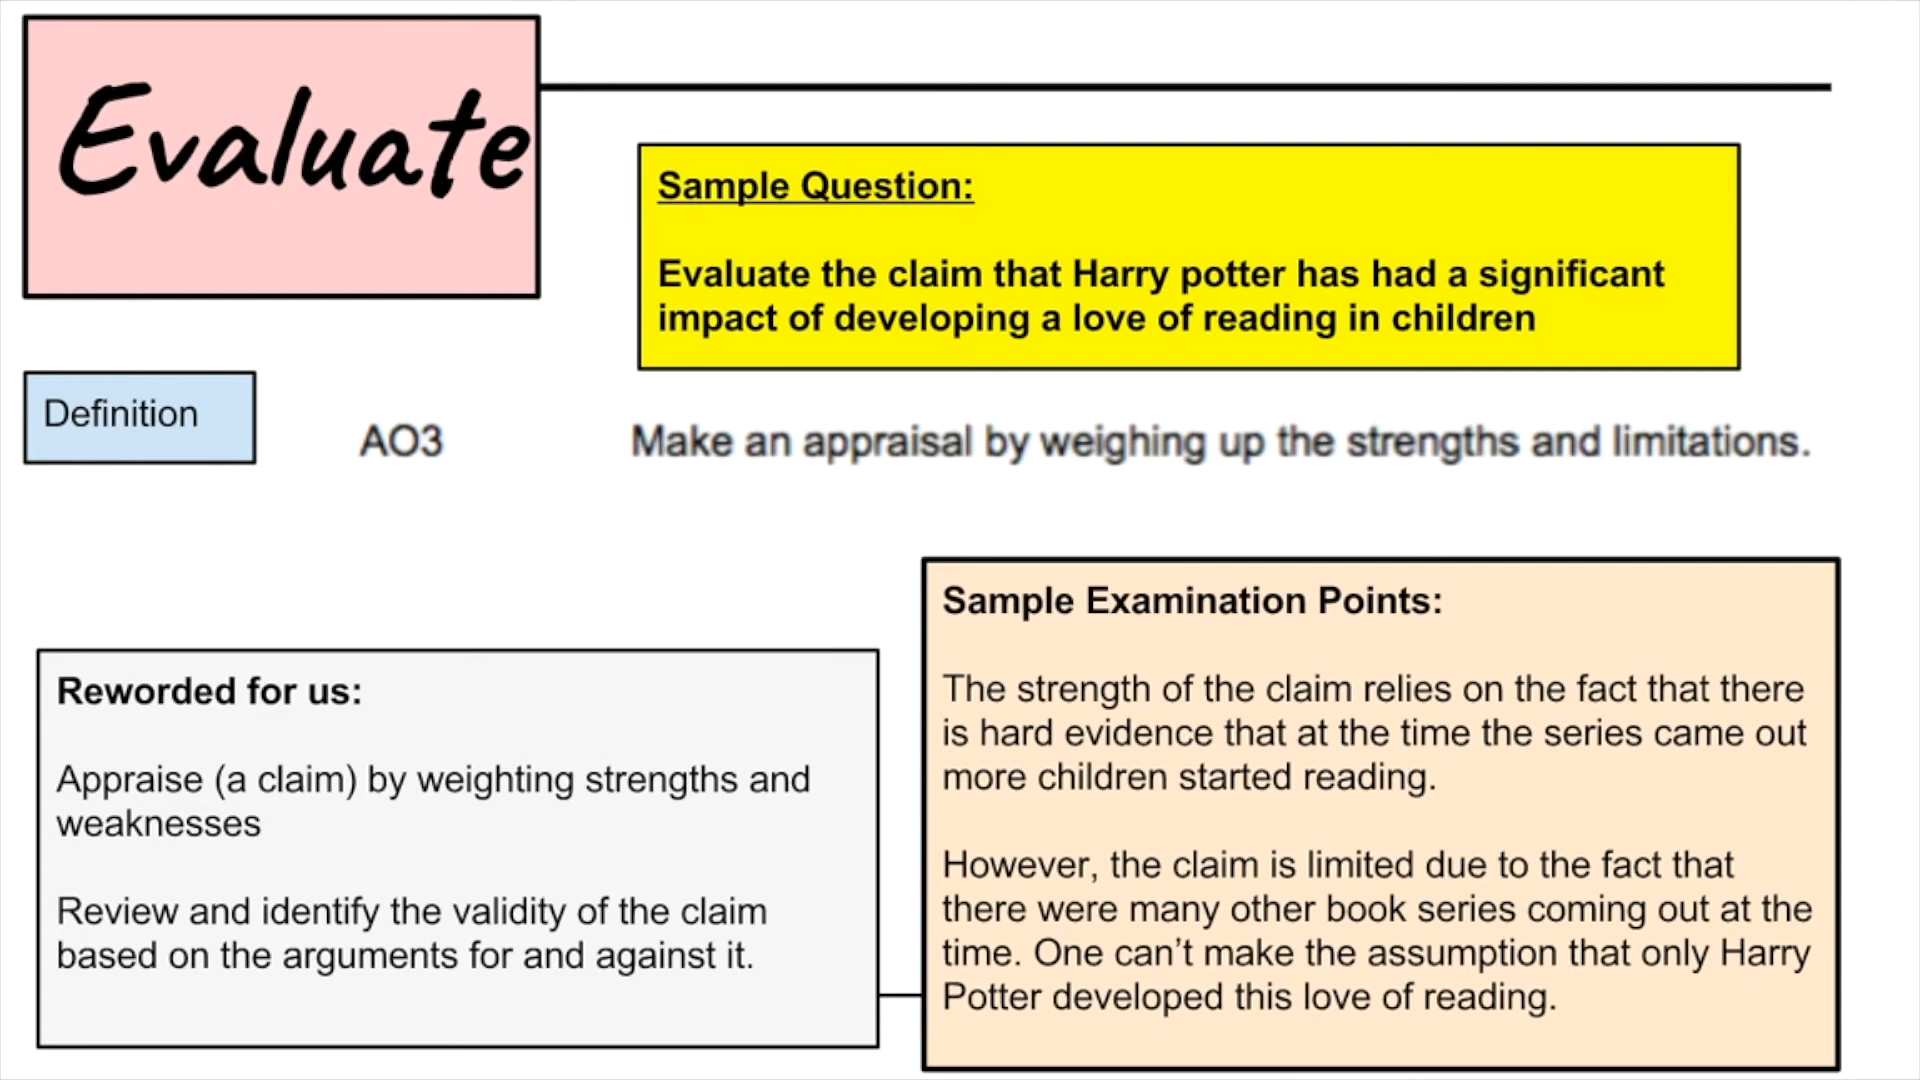 Evaluate
Sample Question:
Evaluate the claim that Harry potter has had a significant
impact of developing a love of reading in children
Definition
AO3
Make an appraisal by weighing up the strengths and limitations.
Reworded for us:
Appraise (a claim) by weighting strengths and
weaknesses
Review and identify the validity of the claim
based on the arguments for and against it.
Sample Examination Points:
The strength of the claim relies on the fact that there
is hard evidence that at the time the series came out
more children started reading.
However, the claim is limited due to the fact that
there were many other book series coming out at the
time. One can’t make the assumption that only Harry
Potter developed this love of reading.